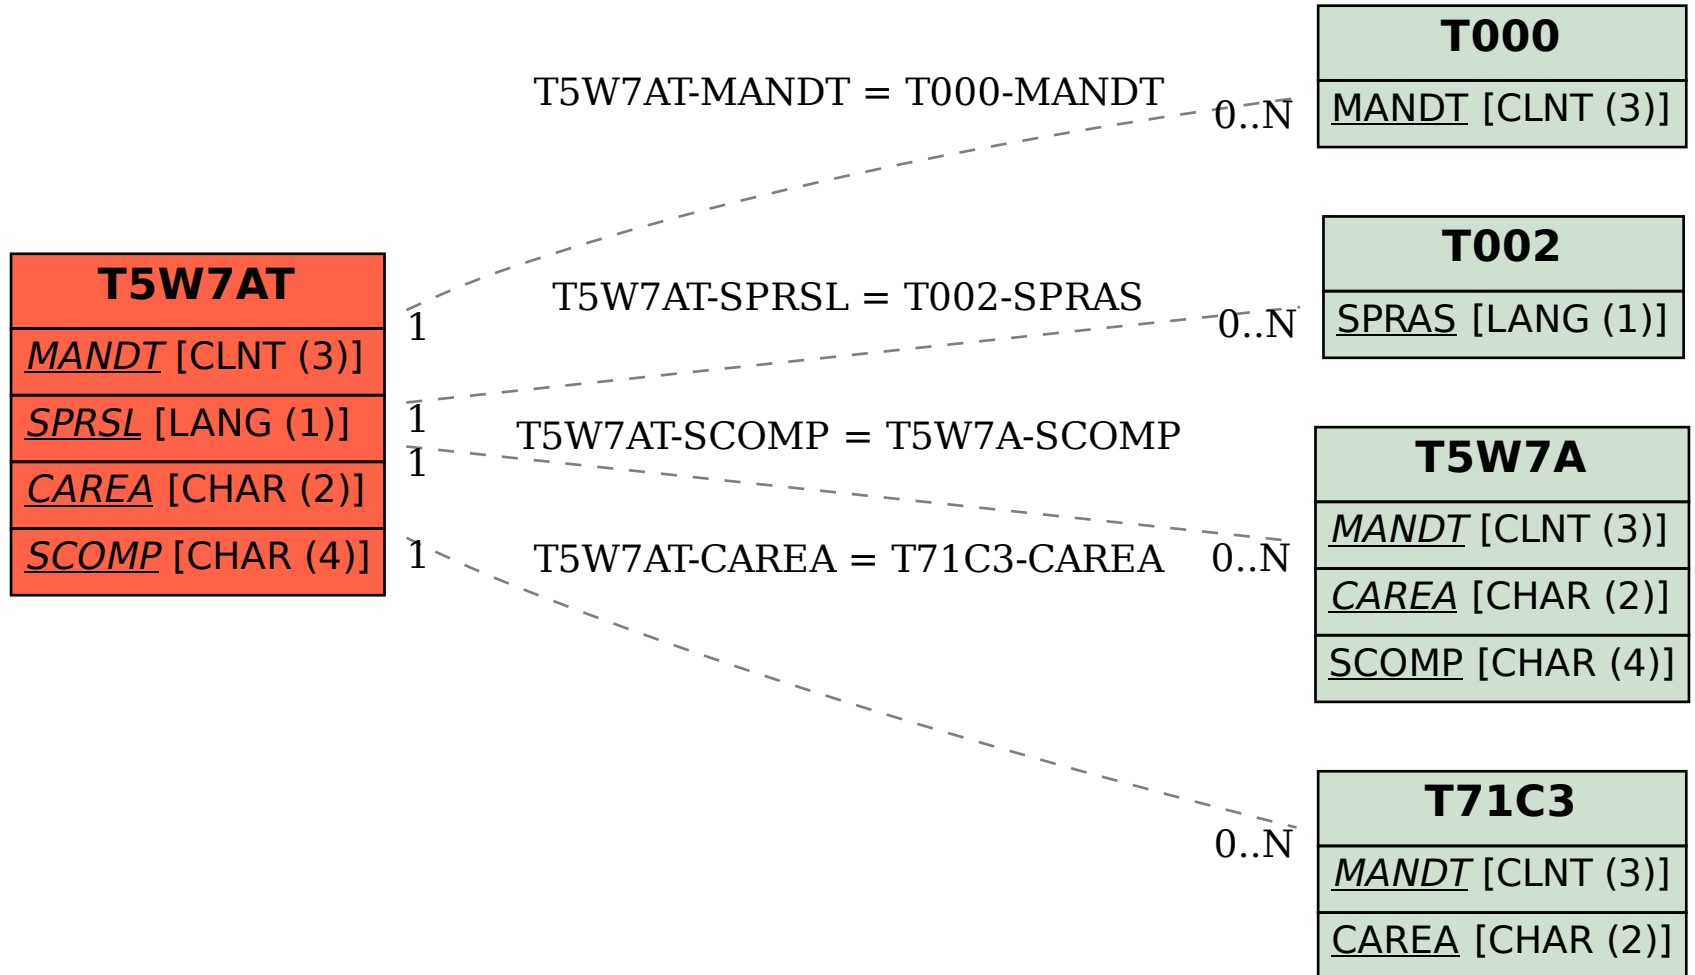 T5W7AT
MANDT [CLNT (3)]
SPRSL [LANG (1)]
CAREA [CHAR (2)]
SCOMP [CHAR (4)]
T5W7AT-MANDT = T000-MANDT
1
0..N
T5W7AT-SPRSL = T002-SPRAS
1
0..N
T5W7AT-SCOMP = T5W7A-SCOMP
1
0..N
T5W7AT-CAREA = T71C3-CAREA
1
0..N
T000
MANDT [CLNT (3)]
T002
SPRAS [LANG (1)]
T5W7A
MANDT [CLNT (3)]
CAREA [CHAR (2)]
SCOMP [CHAR (4)]
T71C3
MANDT [CLNT (3)]
CAREA [CHAR (2)]